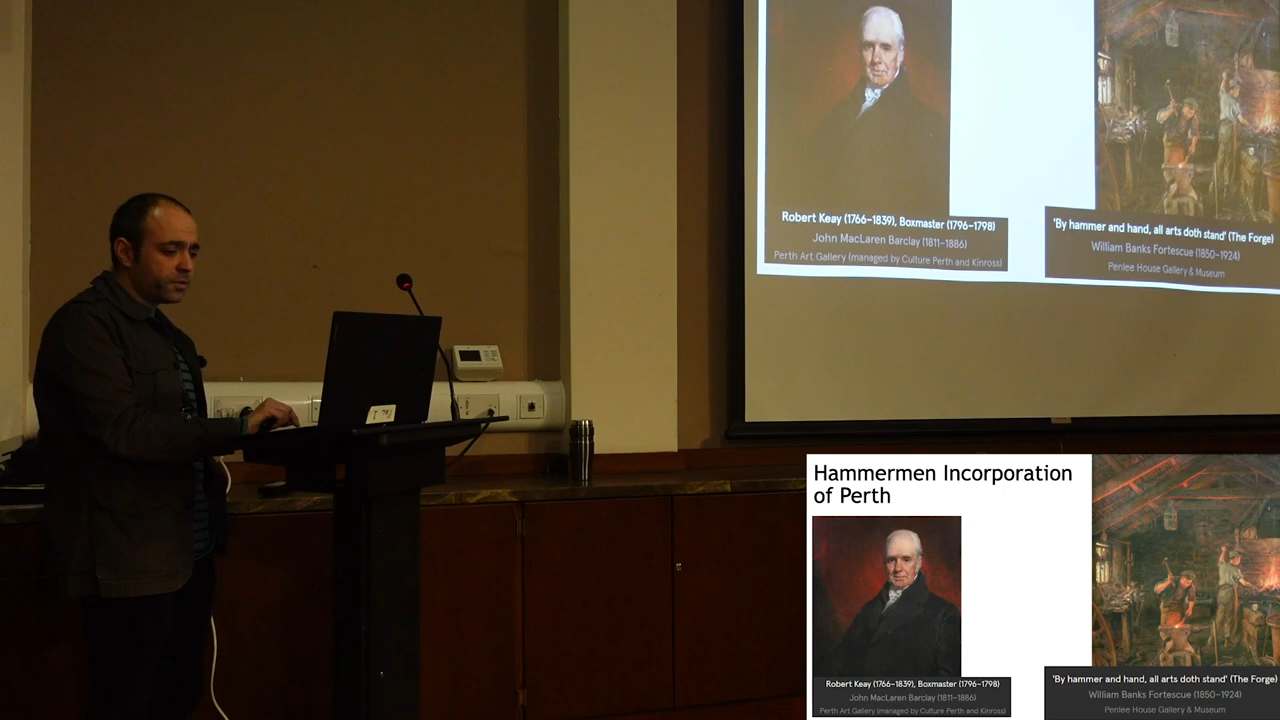 Robert Keay (1766–1839), Boxmaster (1796–1798)
John MacLaren Barclay (1811–1886)
Perth Art Gallery (managed by Culture Perth and Kinross)
'By hammer and hand, all arts doth stand' (The Forge)
William Banks Fortescue (1850–1924)
Penlee House Gallery & Museum
Hammermen Incorporation
of Perth
Robert Keay (1766–1839), Boxmaster (1796–1798)
John MacLaren Barclay (1811–1886)
Perth Art Gallery (managed by Culture Perth and Kinross)
'By hammer and hand, all arts doth stand' (The Forge)
William Banks Fortescue (1850–1924)
Penlee House Gallery & Museum